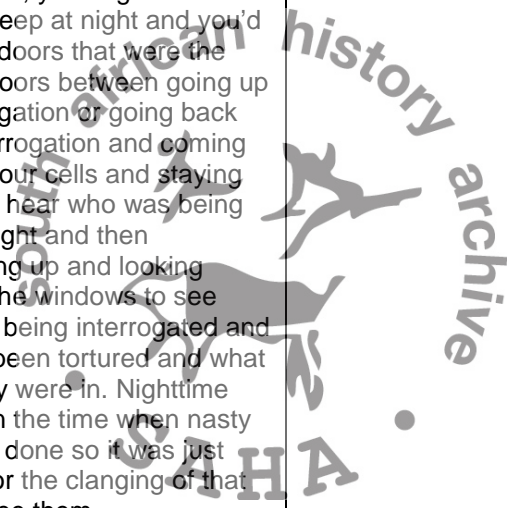 eep at night and you'd
doors that were the
oors between going up
gation or going back
rrogation and coming
our cells and staying
hear who was being
ght and then
ng up and looking
he windows to see
being interrogated and
been tortured and what
y were in. Nighttime
n the time when nasty
done so it was just
or the clanging of that
south african history archive
SAHA